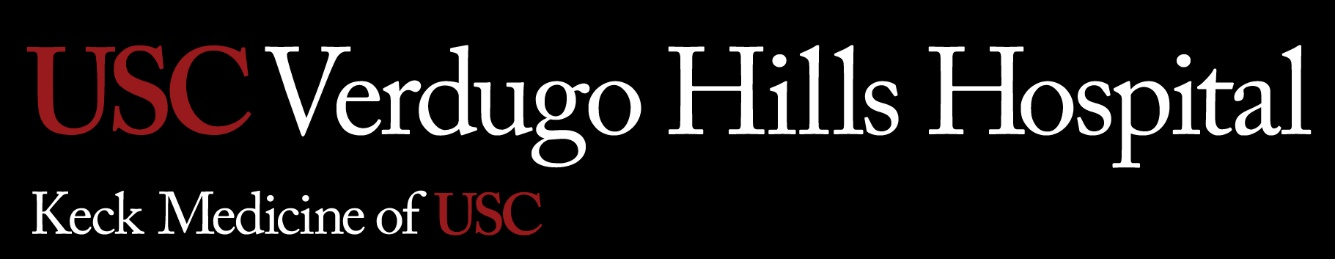 USC Verdugo Hills Hospital
Keck Medicine of USC